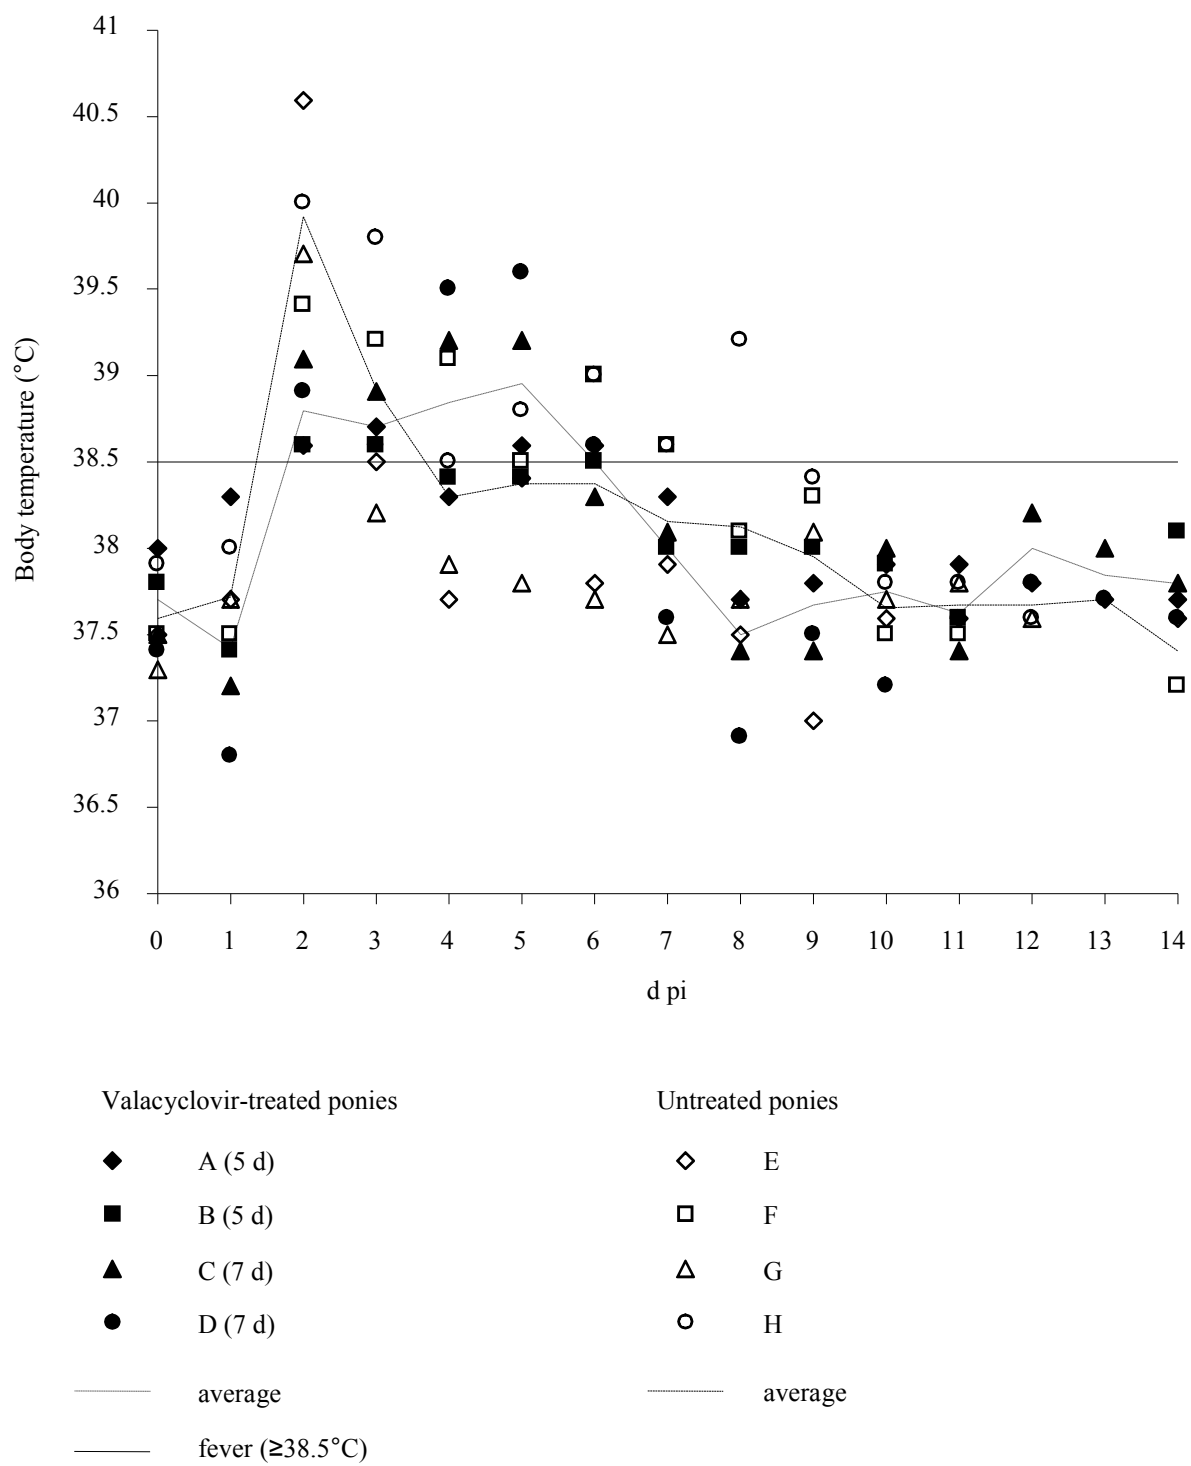 41
40.5
40
39.5
39
38.5
38
37.5
37
36.5
36
Body temperature (°C)
0 1 2 3 4 5 6 7 8 9 10 11 12 13 14
d pi
Valacyclovir-treated ponies
A (5 d)
B (5 d)
C (7 d)
D (7 d)
average
fever (≥38.5°C)
Untreated ponies
E
F
G
H
average